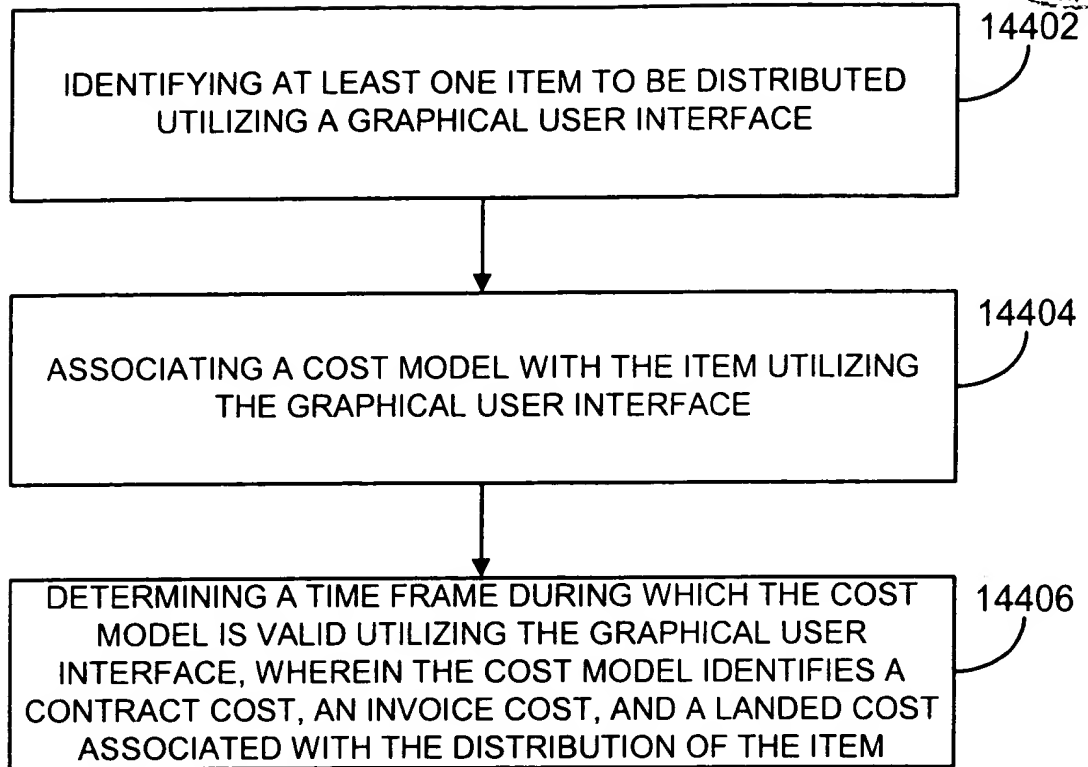 14402
IDENTIFYING AT LEAST ONE ITEM TO BE DISTRIBUTED
UTILIZING A GRAPHICAL USER INTERFACE
14404
ASSOCIATING A COST MODEL WITH THE ITEM UTILIZING
THE GRAPHICAL USER INTERFACE
14406
DETERMINING A TIME FRAME DURING WHICH THE COST
MODEL IS VALID UTILIZING THE GRAPHICAL USER
INTERFACE, WHEREIN THE COST MODEL IDENTIFIES A
CONTRACT COST, AN INVOICE COST, AND A LANDED COST
ASSOCIATED WITH THE DISTRIBUTION OF THE ITEM